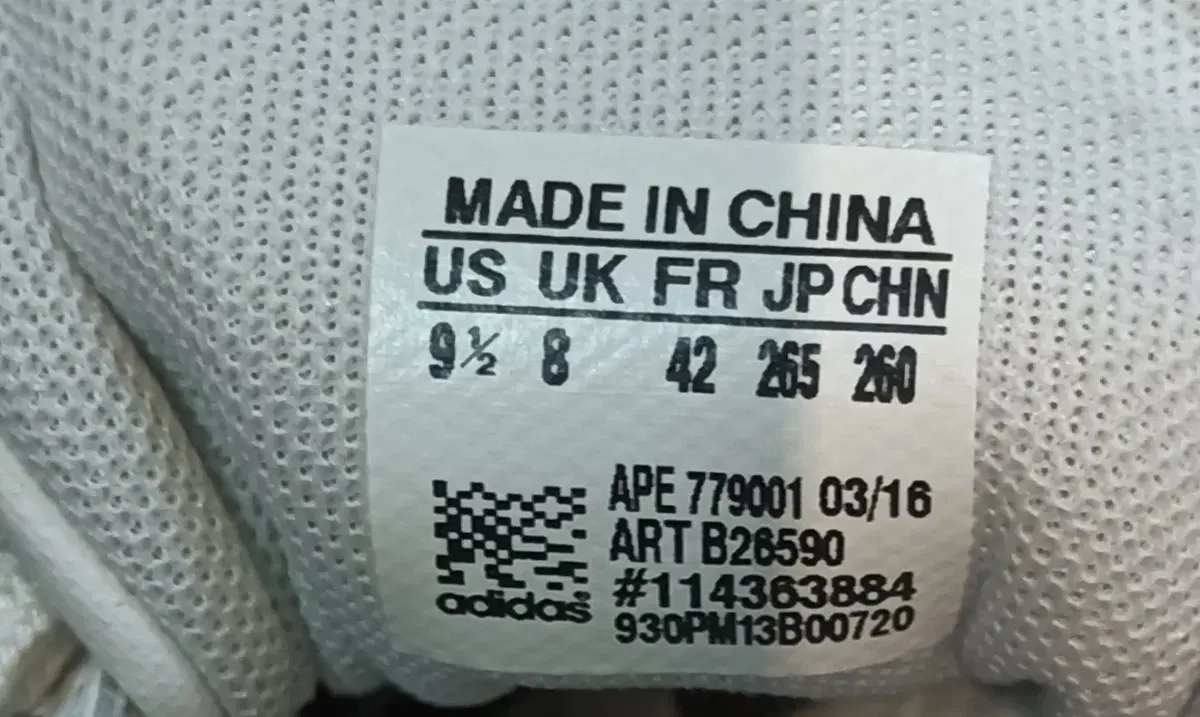 MADE IN CHINA
US UK FR JP CHN
9½ 8 42 265 260
APE 779001 03/16
ART B26590
#114363884
adidas
930PM13B00720